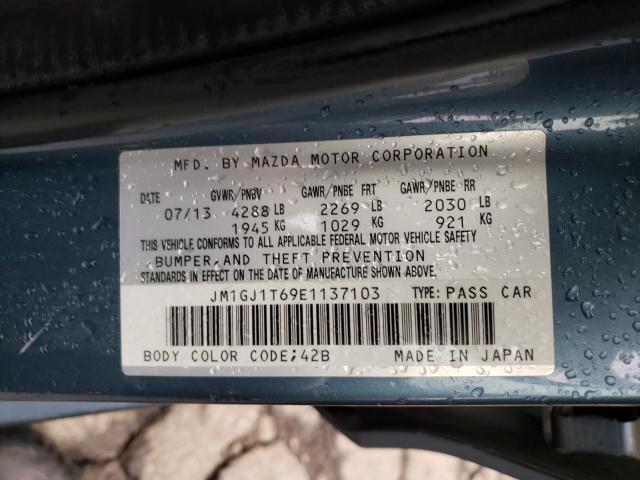 MFD. BY MAZDA MOTOR CORPORATION
DATE GVWR/PNBV GAWR/PNBE FRT GAWR/PNBE RR
07/13 4288 LB 2269 LB 2030 LB
1945 KG 1029 KG 921 KG
THIS VEHICLE CONFORMS TO ALL APPLICABLE FEDERAL MOTOR VEHICLE SAFETY
BUMPER, AND THEFT PREVENTION
STANDARDS IN EFFECT ON THE DATE OF MANUFACTURE SHOWN ABOVE.
JM1GJ1T69E1137103 TYPE: PASS CAR
BODY COLOR CODE;42B MADE IN JAPAN